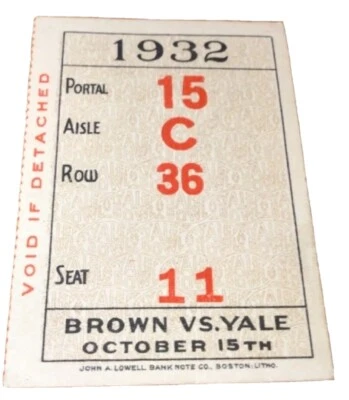 1932
PORTAL 15
AISLE C
ROW 36
SEAT 11
VOID IF DETACHED
BROWN VS. YALE
OCTOBER 15TH
JOHN A. LOWELL BANK NOTE CO., BOSTON. LITHO.